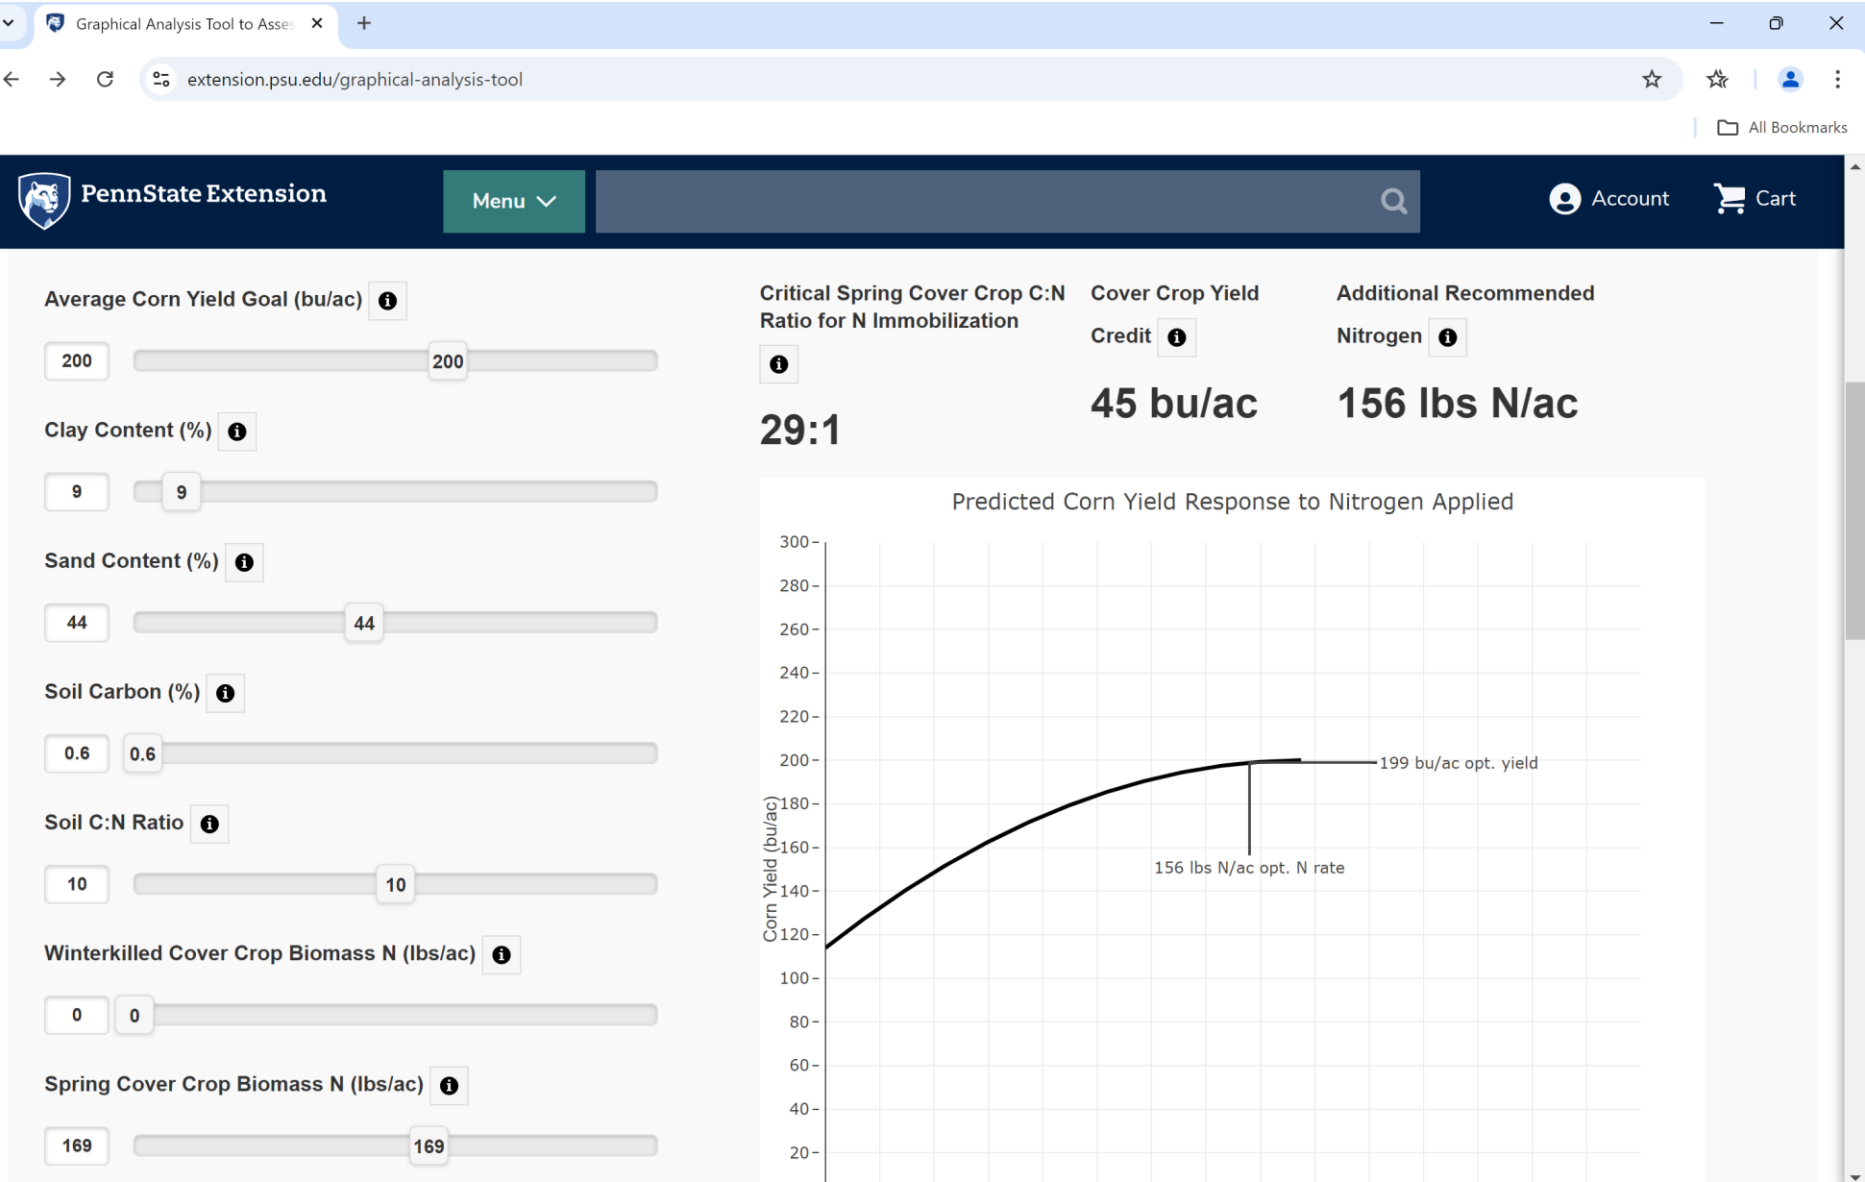 Graphical Analysis Tool to Asses
extension.psu.edu/graphical-analysis-tool
All Bookmarks
PennState Extension
Menu
Account
Cart
Average Corn Yield Goal (bu/ac)
200
200
Clay Content (%)
9
9
Sand Content (%)
44
44
Soil Carbon (%)
0.6
0.6
Soil C:N Ratio
10
10
Winterkilled Cover Crop Biomass N (lbs/ac)
0
0
Spring Cover Crop Biomass N (lbs/ac)
169
169
Critical Spring Cover Crop C:N
Ratio for N Immobilization
29:1
Cover Crop Yield
Credit
45 bu/ac
Additional Recommended
Nitrogen
156 lbs N/ac
Predicted Corn Yield Response to Nitrogen Applied
300
280
260
240
220
200
180
160
140
120
100
80
60
40
20
Corn Yield (bu/ac)
199 bu/ac opt. yield
156 lbs N/ac opt. N rate